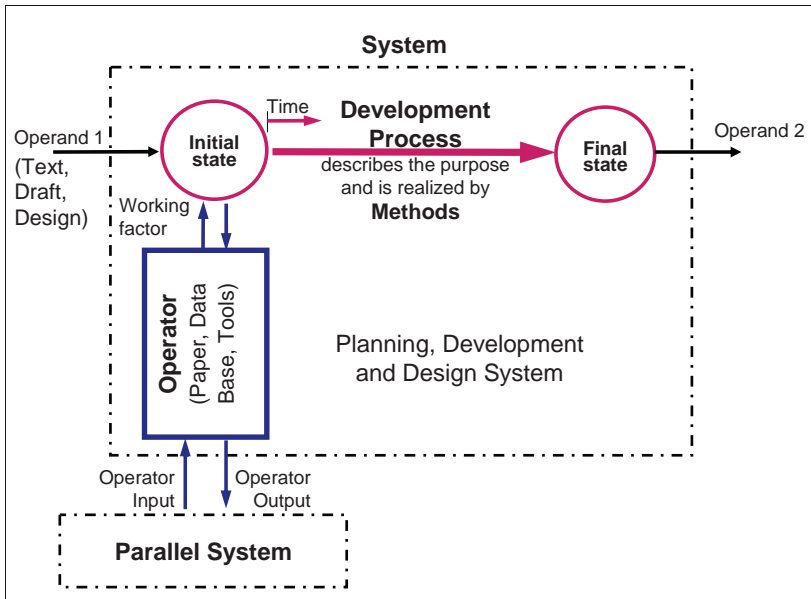 System
Time
Development
Process
describes the purpose
and is realized by
Methods
Operand 1
(Text,
Draft,
Design)
Initial
state
Final
state
Operand 2
Working
factor
Operator
(Paper, Data
Base, Tools)
Planning, Development
and Design System
Operator
Input
Operator
Output
Parallel System